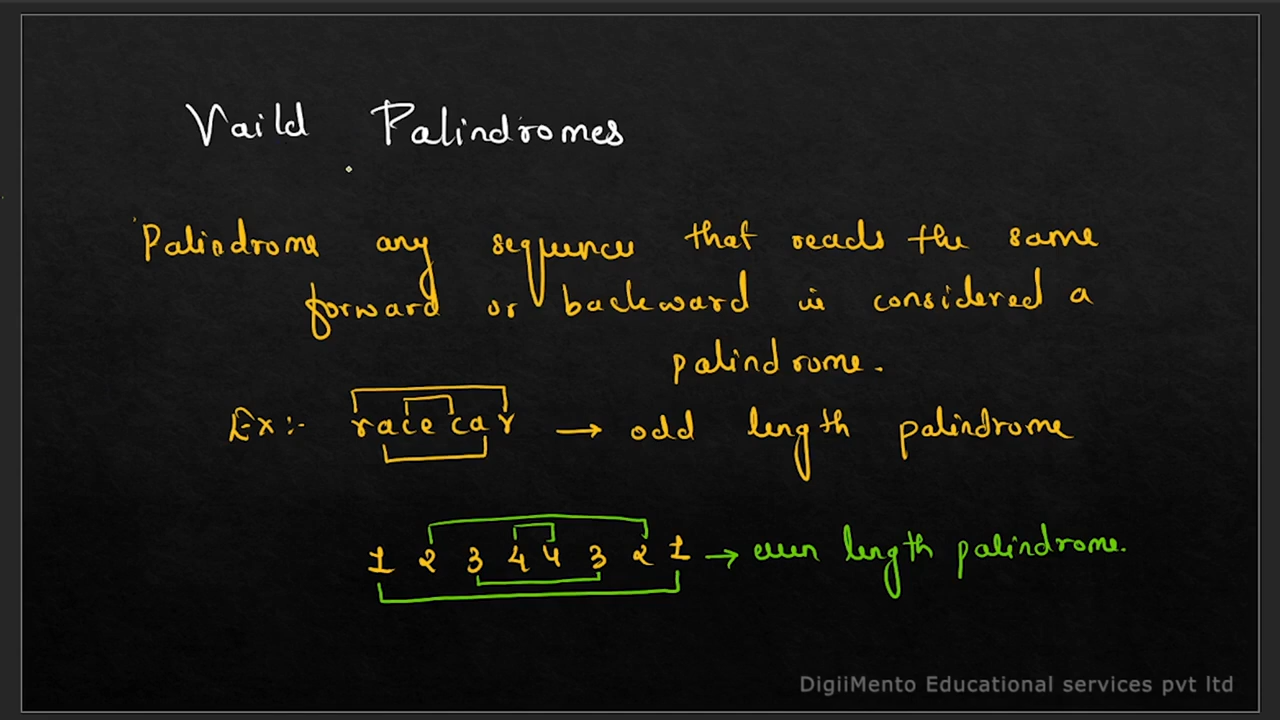 Vaild Palindromes
Palindrome any sequence that reads the same
forward or backward is considered a
palindrome.
Ex:- racecar → odd length palindrome
1 2 3 4 4 3 2 1 → even length palindrome.
DigiiMento Educational services pvt ltd